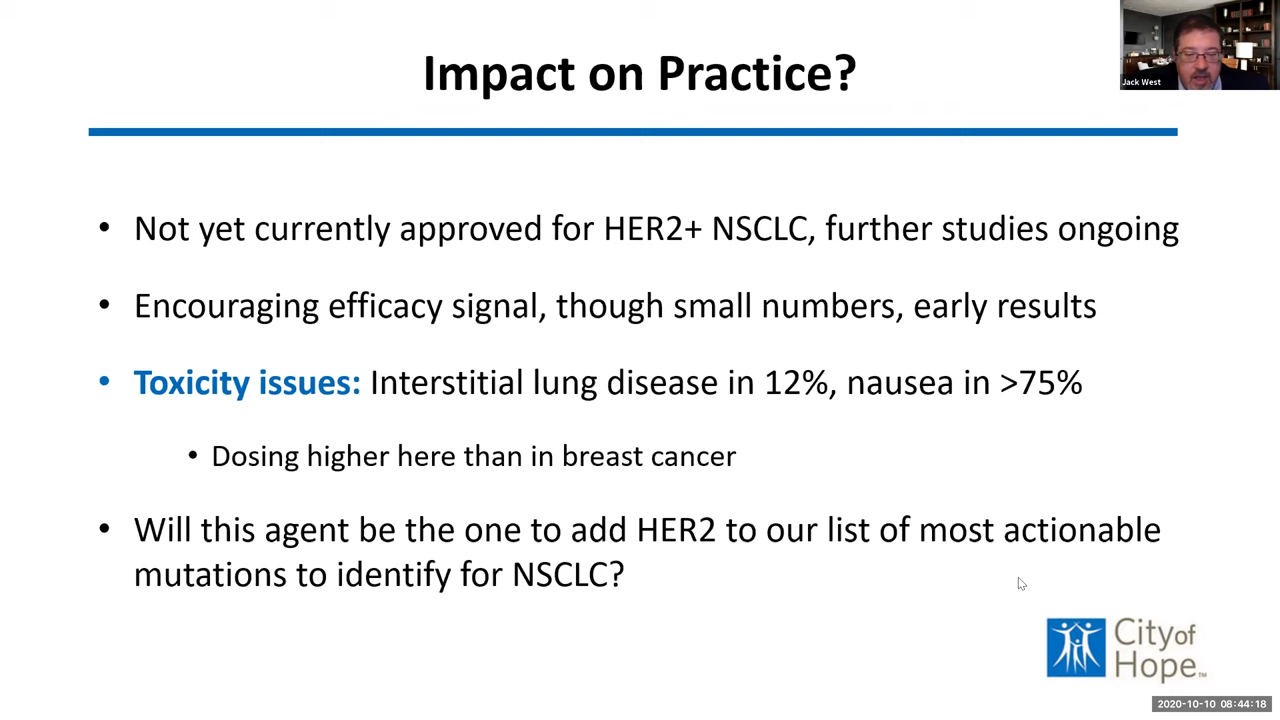 Impact on Practice?
Jack West
• Not yet currently approved for HER2+ NSCLC, further studies ongoing
• Encouraging efficacy signal, though small numbers, early results
• Toxicity issues: Interstitial lung disease in 12%, nausea in >75%
• Dosing higher here than in breast cancer
• Will this agent be the one to add HER2 to our list of most actionable
mutations to identify for NSCLC?
City of
Hope™
2020-10-10 08:44:18